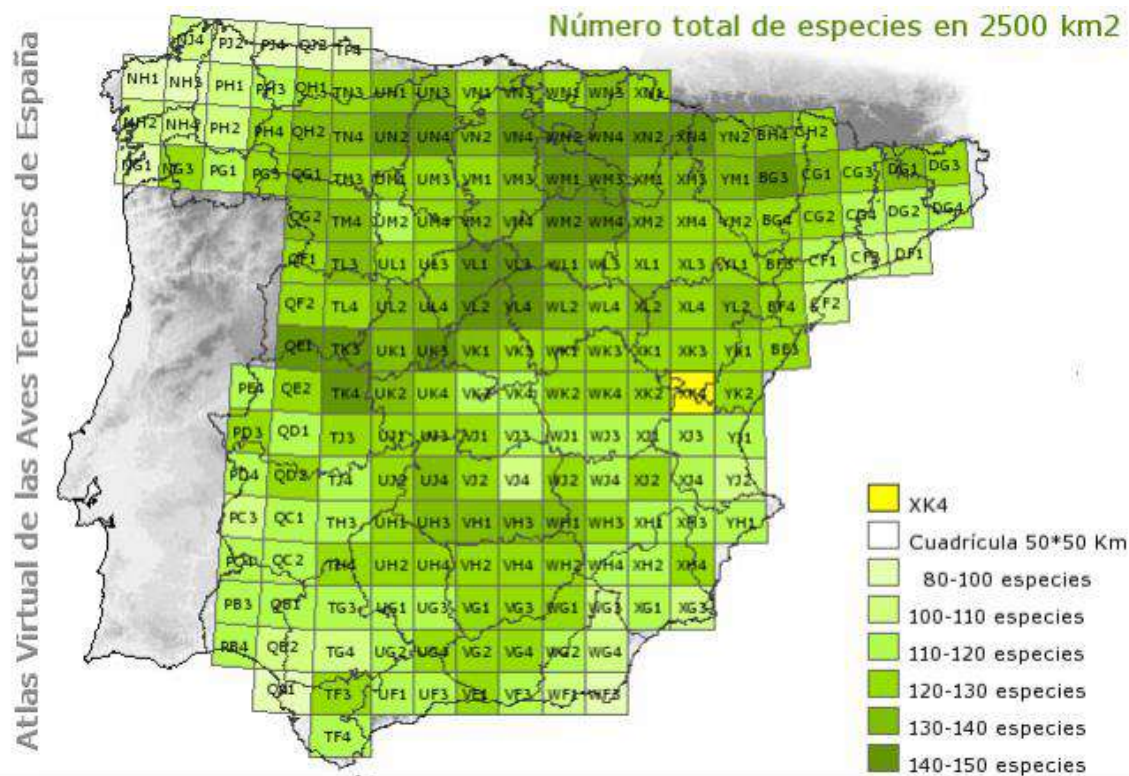 Número total de especies en 2500 km2
Atlas Virtual de las Aves Terrestres de España
NJ4 PJ2 PJ4 QJ2 TP4
NH1 NH3 PH1 PH3 QH1 TN3 UN1 UN3 VN1 VN3 WN1 WN3 XN1
NH2 NH4 PH2 PH4 QH2 TN4 UN2 UN4 VN2 VN4 WN2 WN4 XN2 XN4 YN2 BH4 CH2
NG1 NG3 PG1 PG3 QG1 TM3 UM1 UM3 VM1 VM3 WM1 WM3 XM1 XM3 YM1 BG3 CG1 CG3 DG1 DG3
QG2 TM4 UM2 UM4 VM2 VM4 WM2 WM4 XM2 XM4 YM2 BG4 CG2 CG4 DG2 DG4
QF1 TL3 UL1 UL3 VL1 VL3 WL1 WL3 XL1 XL3 YL1 BF3 CF1 CF3 DF1
QF2 TL4 UL2 UL4 VL2 VL4 WL2 WL4 XL2 XL4 YL2 BF4 CF2
QE1 TK3 UK1 UK3 VK1 VK3 WK1 WK3 XK1 XK3 YK1 BE3
PE4 QE2 TK4 UK2 UK4 VK2 VK4 WK2 WK4 XK2 XK4 YK2
PD3 QD1 TJ3 UJ1 UJ3 VJ1 VJ3 WJ1 WJ3 XJ1 XJ3 YJ1
PD4 QD2 TJ4 UJ2 UJ4 VJ2 VJ4 WJ2 WJ4 XJ2 XJ4 YJ2
PC3 QC1 TH3 UH1 UH3 VH1 VH3 WH1 WH3 XH1 XH3 YH1
PC4 QC2 TH4 UH2 UH4 VH2 VH4 WH2 WH4 XH2 XH4
PB3 QB1 TG3 UG1 UG3 VG1 VG3 WG1 WG3 XG1 XG3
PB4 QB2 TG4 UG2 UG4 VG2 VG4 WG2 WG4
QA1 TF3 UF1 UF3 VF1 VF3 WF1 WF3
TF4
XK4
Cuadrícula 50*50 Km
80-100 especies
100-110 especies
110-120 especies
120-130 especies
130-140 especies
140-150 especies